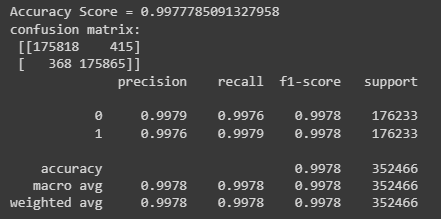 Accuracy Score = 0.9977785091327958
confusion matrix:
[[175818    415]
[   368 175865]]
precision    recall  f1-score   support
0     0.9979    0.9976    0.9978    176233
1     0.9976    0.9979    0.9978    176233
accuracy                         0.9978    352466
macro avg     0.9978    0.9978    0.9978    352466
weighted avg     0.9978    0.9978    0.9978    352466